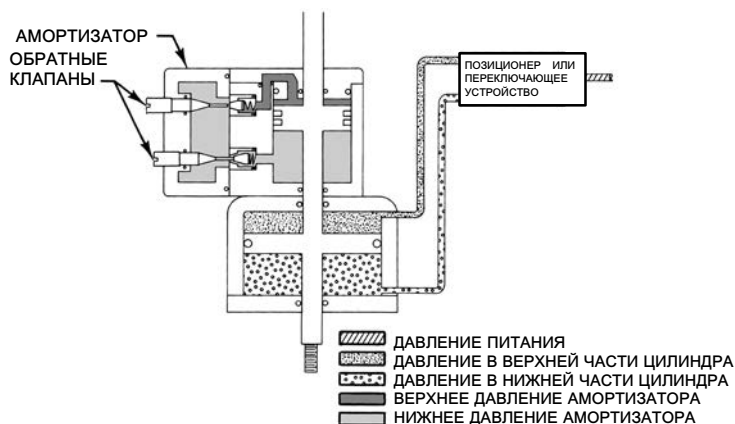 АМОРТИЗАТОР
ОБРАТНЫЕ
КЛАПАНЫ
ПОЗИЦИОНЕР ИЛИ
ПЕРЕКЛЮЧАЮЩЕЕ
УСТРОЙСТВО
ДАВЛЕНИЕ ПИТАНИЯ
ДАВЛЕНИЕ В ВЕРХНЕЙ ЧАСТИ ЦИЛИНДРА
ДАВЛЕНИЕ В НИЖНЕЙ ЧАСТИ ЦИЛИНДРА
ВЕРХНЕЕ ДАВЛЕНИЕ АМОРТИЗАТОРА
НИЖНЕЕ ДАВЛЕНИЕ АМОРТИЗАТОРА